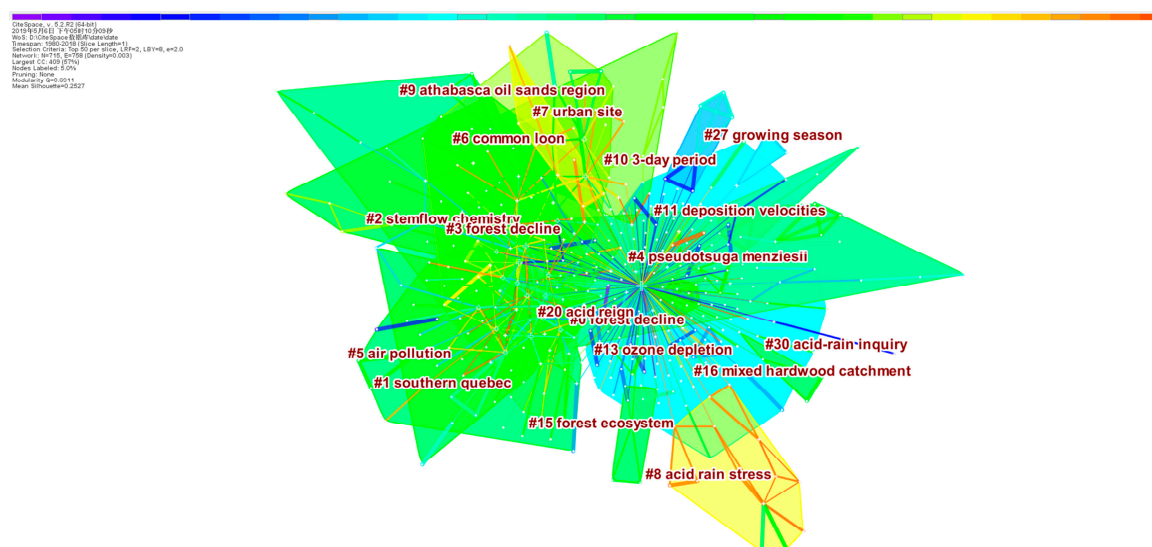 CiteSpace, v. 5.2.R2 (64-bit)
2019年5月6日 下午05时10分09秒
WoS: D:\CiteSpace数据库\date\date
Timespan: 1980-2018 (Slice Length=1)
Selection Criteria: Top 50 per slice, LRF=2, LBY=8, e=2.0
Network: N=715, E=758 (Density=0.003)
Largest CC: 409 (57%)
Nodes Labeled: 5.0%
Pruning: None
Modularity
Mean Silhouette=0.2527
#9 athabasca oil sands region
#7 urban site
#6 common loon
#27 growing season
#10 3-day period
#2 stemflow chemistry
#11 deposition velocities
#3 forest decline
#4 pseudotsuga menziesii
#20 acid reign
#0 forest decline
#5 air pollution
#13 ozone depletion
#30 acid-rain inquiry
#1 southern quebec
#16 mixed hardwood catchment
#15 forest ecosystem
#8 acid rain stress